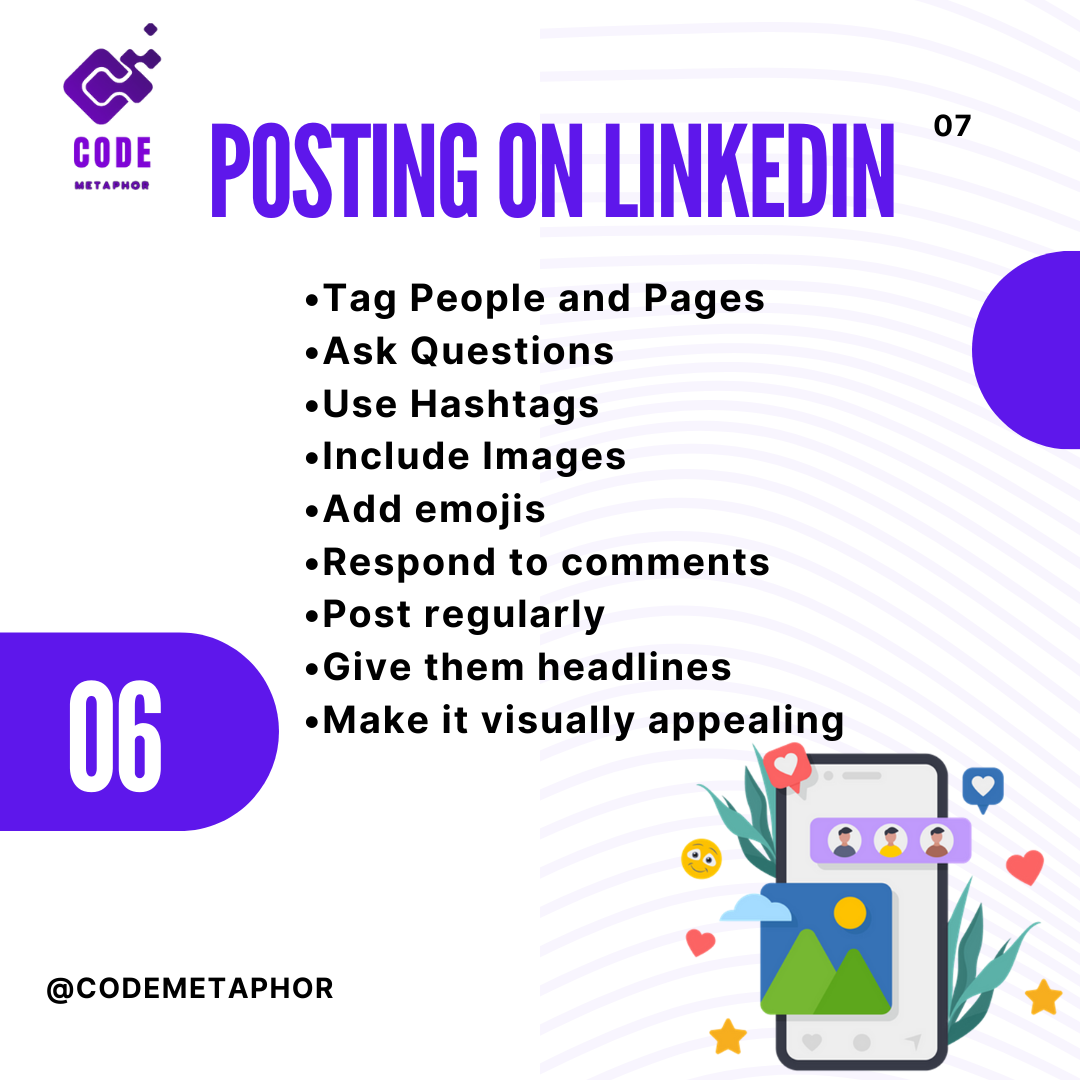 CODE
METAPHOR
POSTING ON LINKEDIN
07
•Tag People and Pages
•Ask Questions
•Use Hashtags
•Include Images
•Add emojis
•Respond to comments
•Post regularly
•Give them headlines
•Make it visually appealing
06
@CODEMETAPHOR